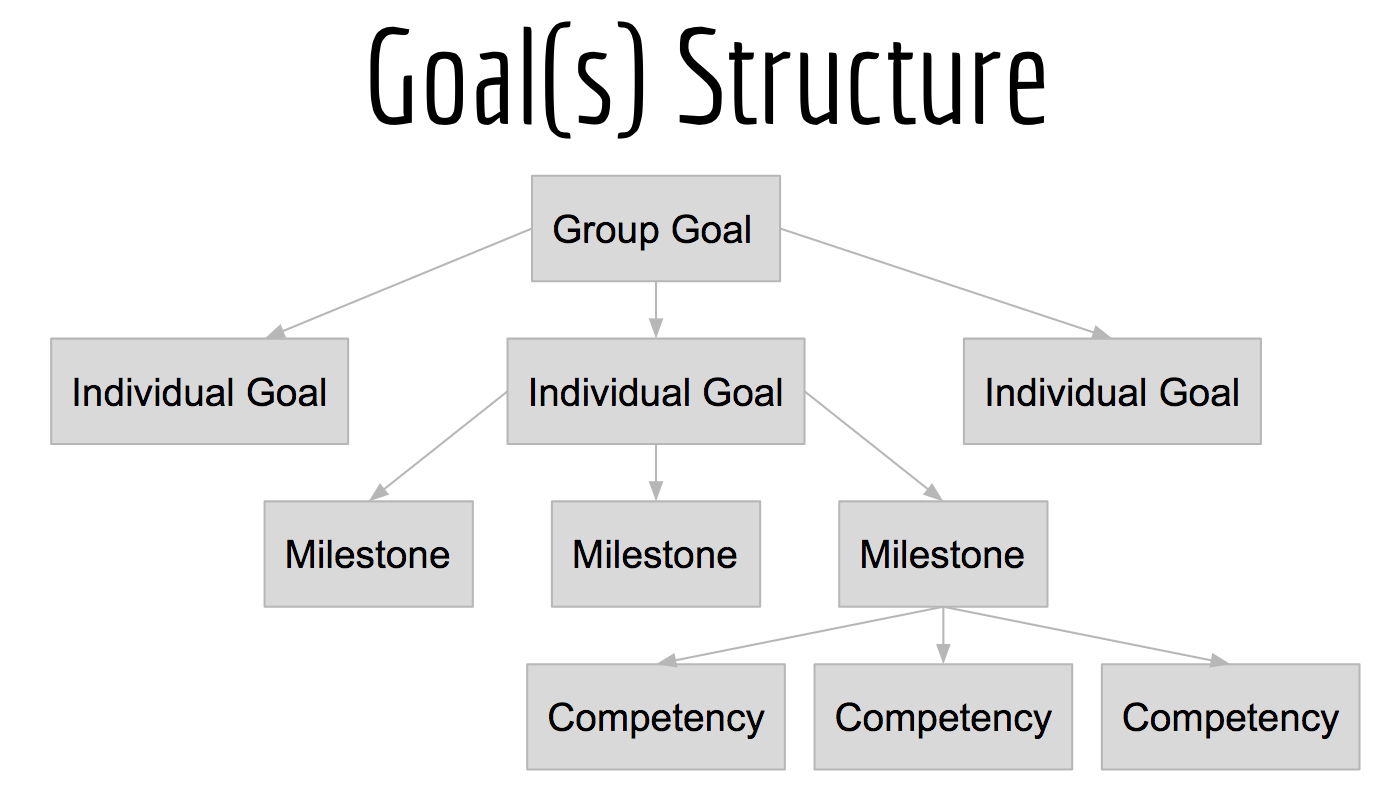 Goal(s) Structure
Group Goal
Individual Goal
Individual Goal
Individual Goal
Milestone
Milestone
Milestone
Competency
Competency
Competency